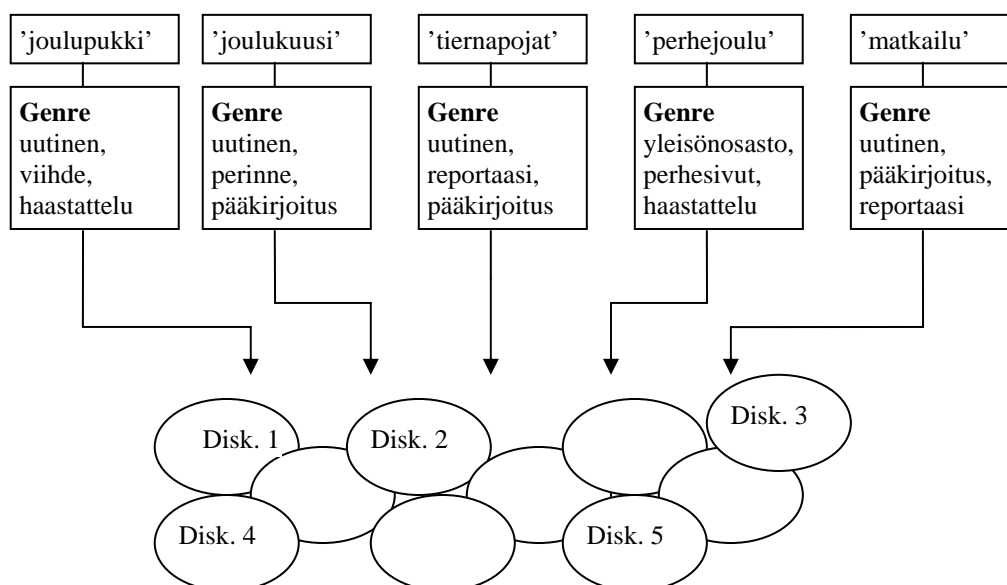 ’joulupukki’
’joulukuusi’
’tiernapojat’
’perhejoulu’
’matkailu’
Genre
uutinen,
viihde,
haastattelu
Genre
uutinen,
perinne,
pääkirjoitus
Genre
uutinen,
reportaasi,
pääkirjoitus
Genre
yleisönosasto,
perhesivut,
haastattelu
Genre
uutinen,
pääkirjoitus,
reportaasi
Disk. 1
Disk. 2
Disk. 3
Disk. 4
Disk. 5